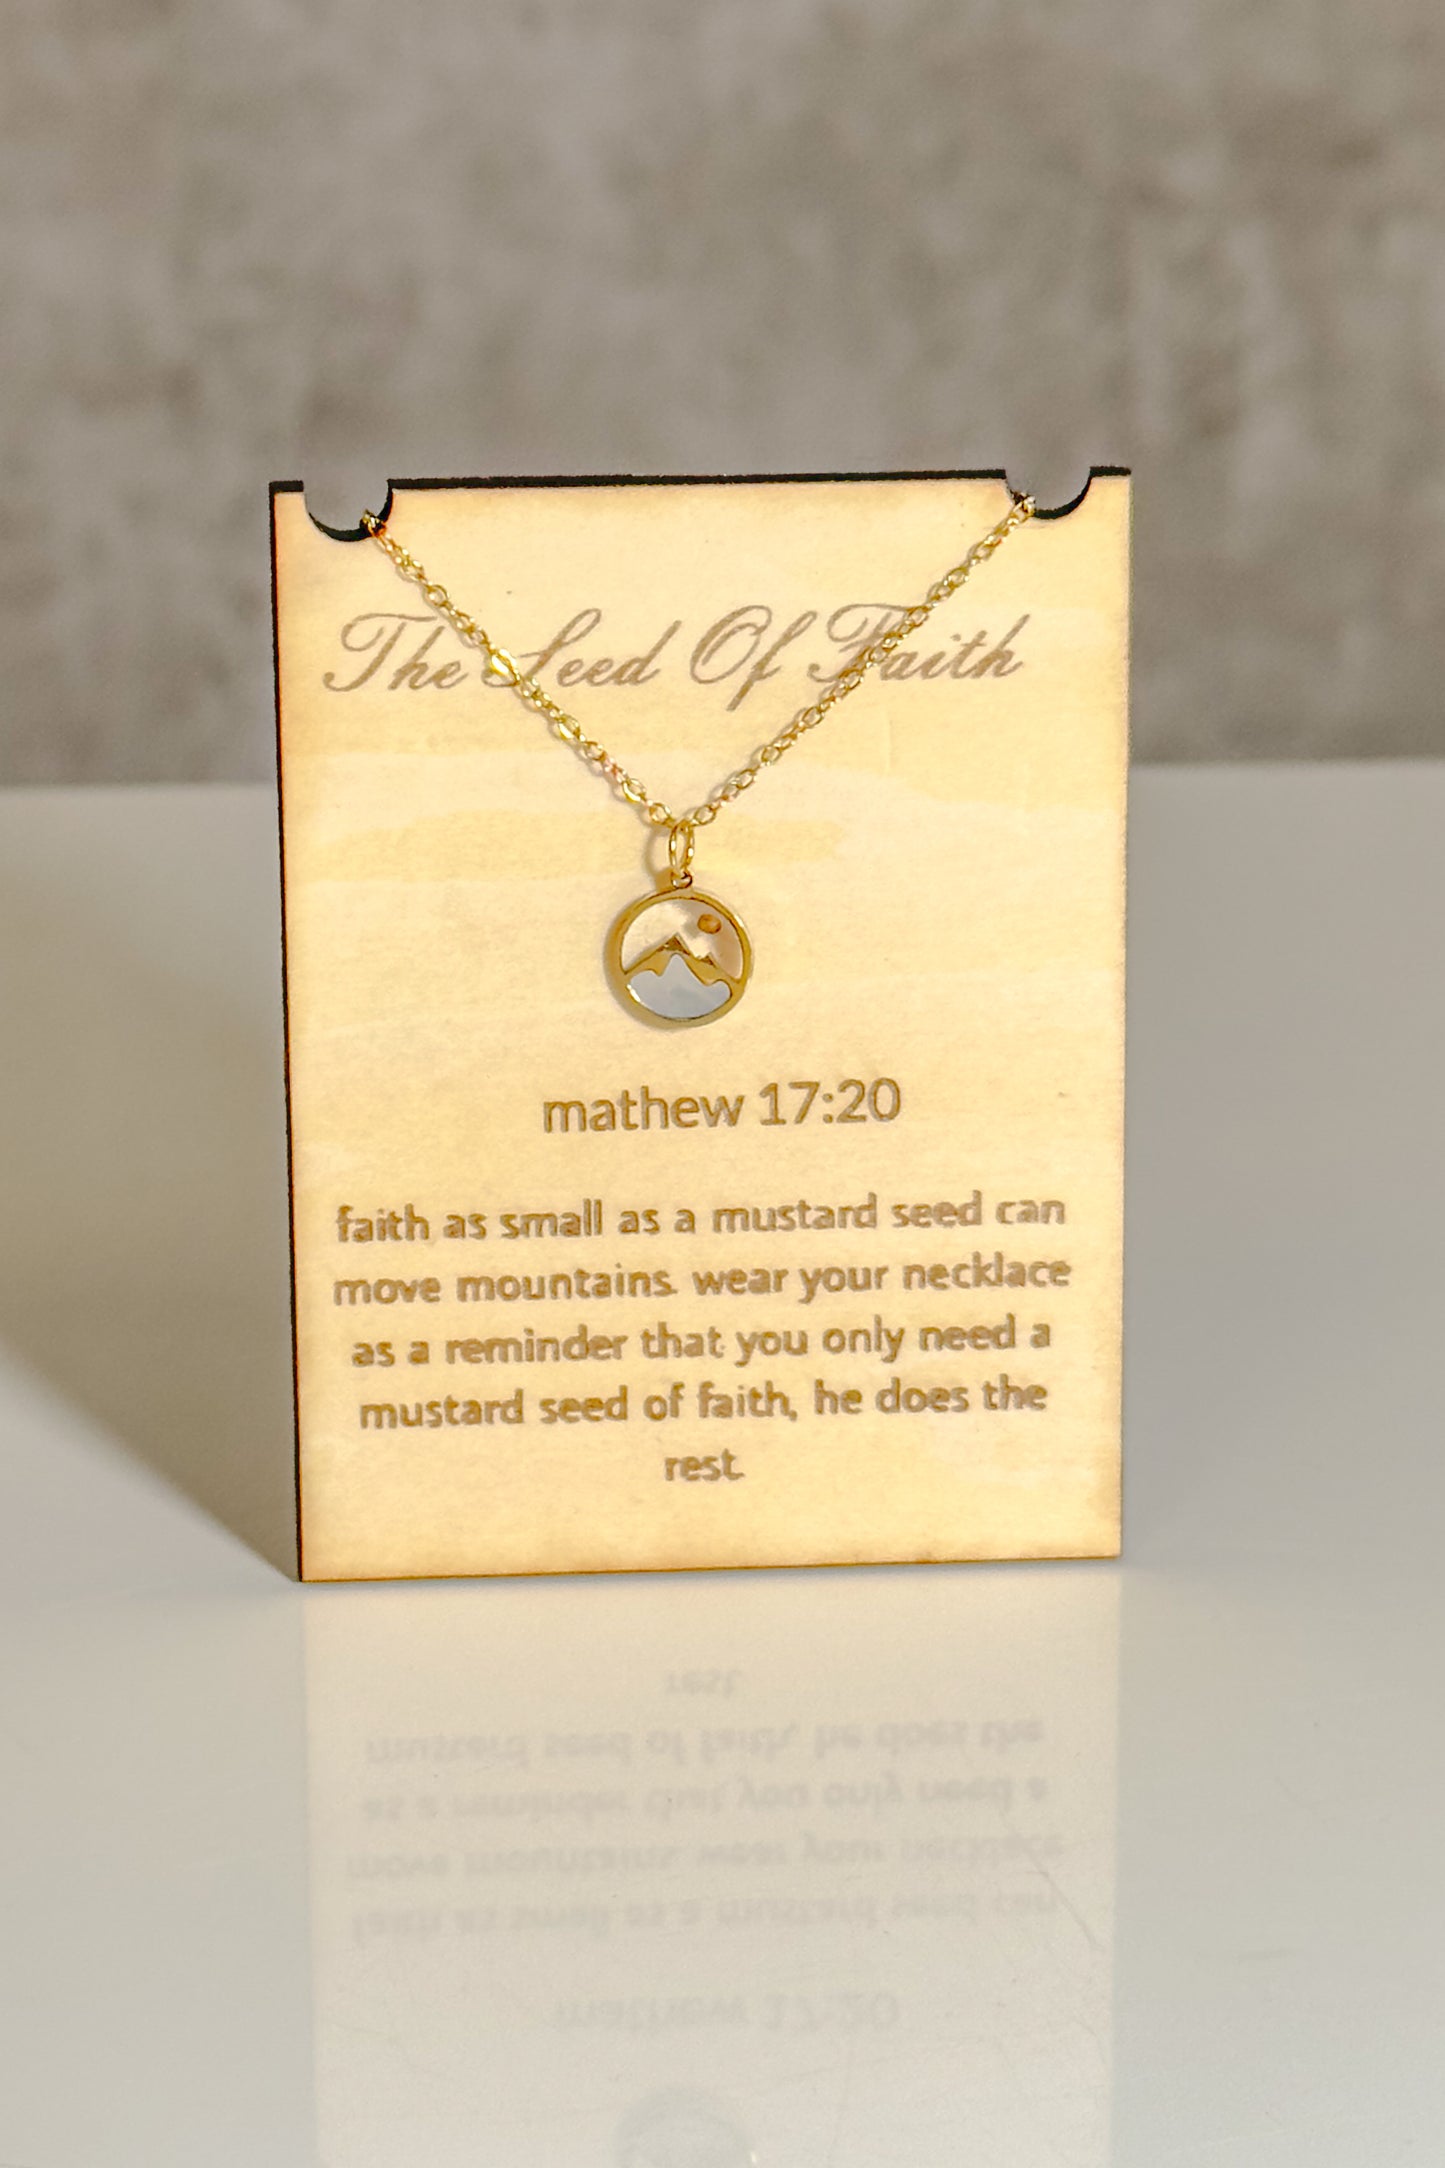 The Seed Of Faith
mathew 17:20
faith as small as a mustard seed can
move mountains. wear your necklace
as a reminder that you only need a
mustard seed of faith, he does the
rest.